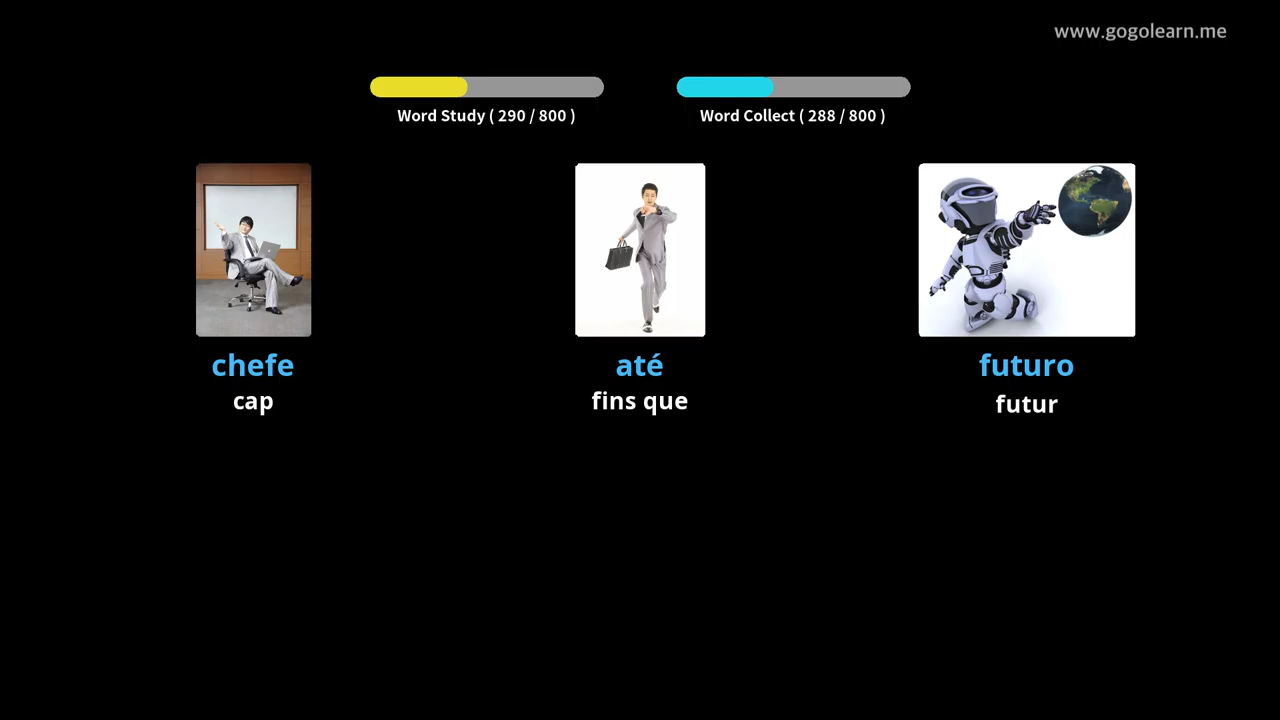 www.gogolearn.me
Word Study ( 290 / 800 )
Word Collect ( 288 / 800 )
chefe
cap
até
fins que
futuro
futur